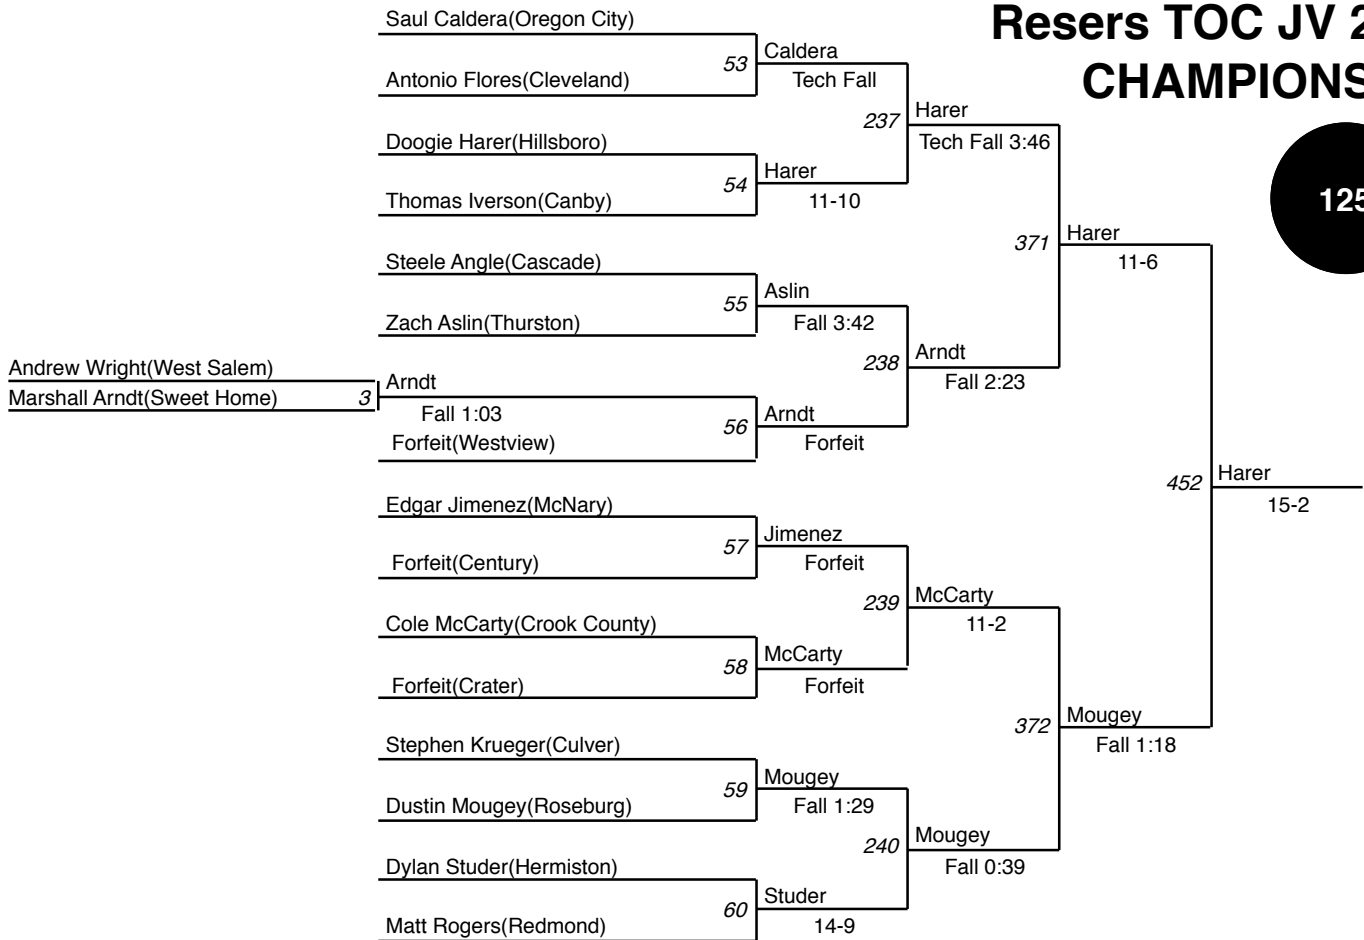 Resers TOC JV 2
CHAMPIONS
125
Saul Caldera(Oregon City)
53
Caldera
Antonio Flores(Cleveland)
Tech Fall
237
Harer
Doogie Harer(Hillsboro)
Tech Fall 3:46
54
Harer
Thomas Iverson(Canby)
11-10
371
Harer
Steele Angle(Cascade)
11-6
55
Aslin
Zach Aslin(Thurston)
Fall 3:42
238
Arndt
Andrew Wright(West Salem)
Fall 2:23
Marshall Arndt(Sweet Home)
3
Arndt
Fall 1:03
56
Arndt
Forfeit(Westview)
Forfeit
452
Harer
15-2
Edgar Jimenez(McNary)
57
Jimenez
Forfeit(Century)
Forfeit
239
McCarty
Cole McCarty(Crook County)
11-2
58
McCarty
Forfeit(Crater)
Forfeit
372
Mougey
Stephen Krueger(Culver)
Fall 1:18
59
Mougey
Dustin Mougey(Roseburg)
Fall 1:29
240
Mougey
Dylan Studer(Hermiston)
Fall 0:39
60
Studer
Matt Rogers(Redmond)
14-9